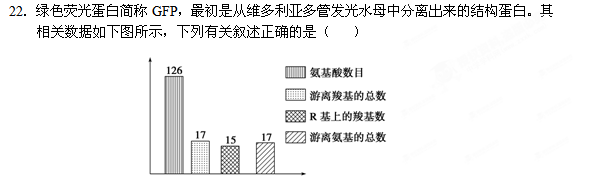 22. 绿色荧光蛋白简称 GFP，最初是从维多利亚多管发光水母中分离出来的结构蛋白。其
相关数据如下图所示，下列有关叙述正确的是（　　）
126
17
15
17
氨基酸数目
游离羧基的总数
R 基上的羧基数
游离氨基的总数